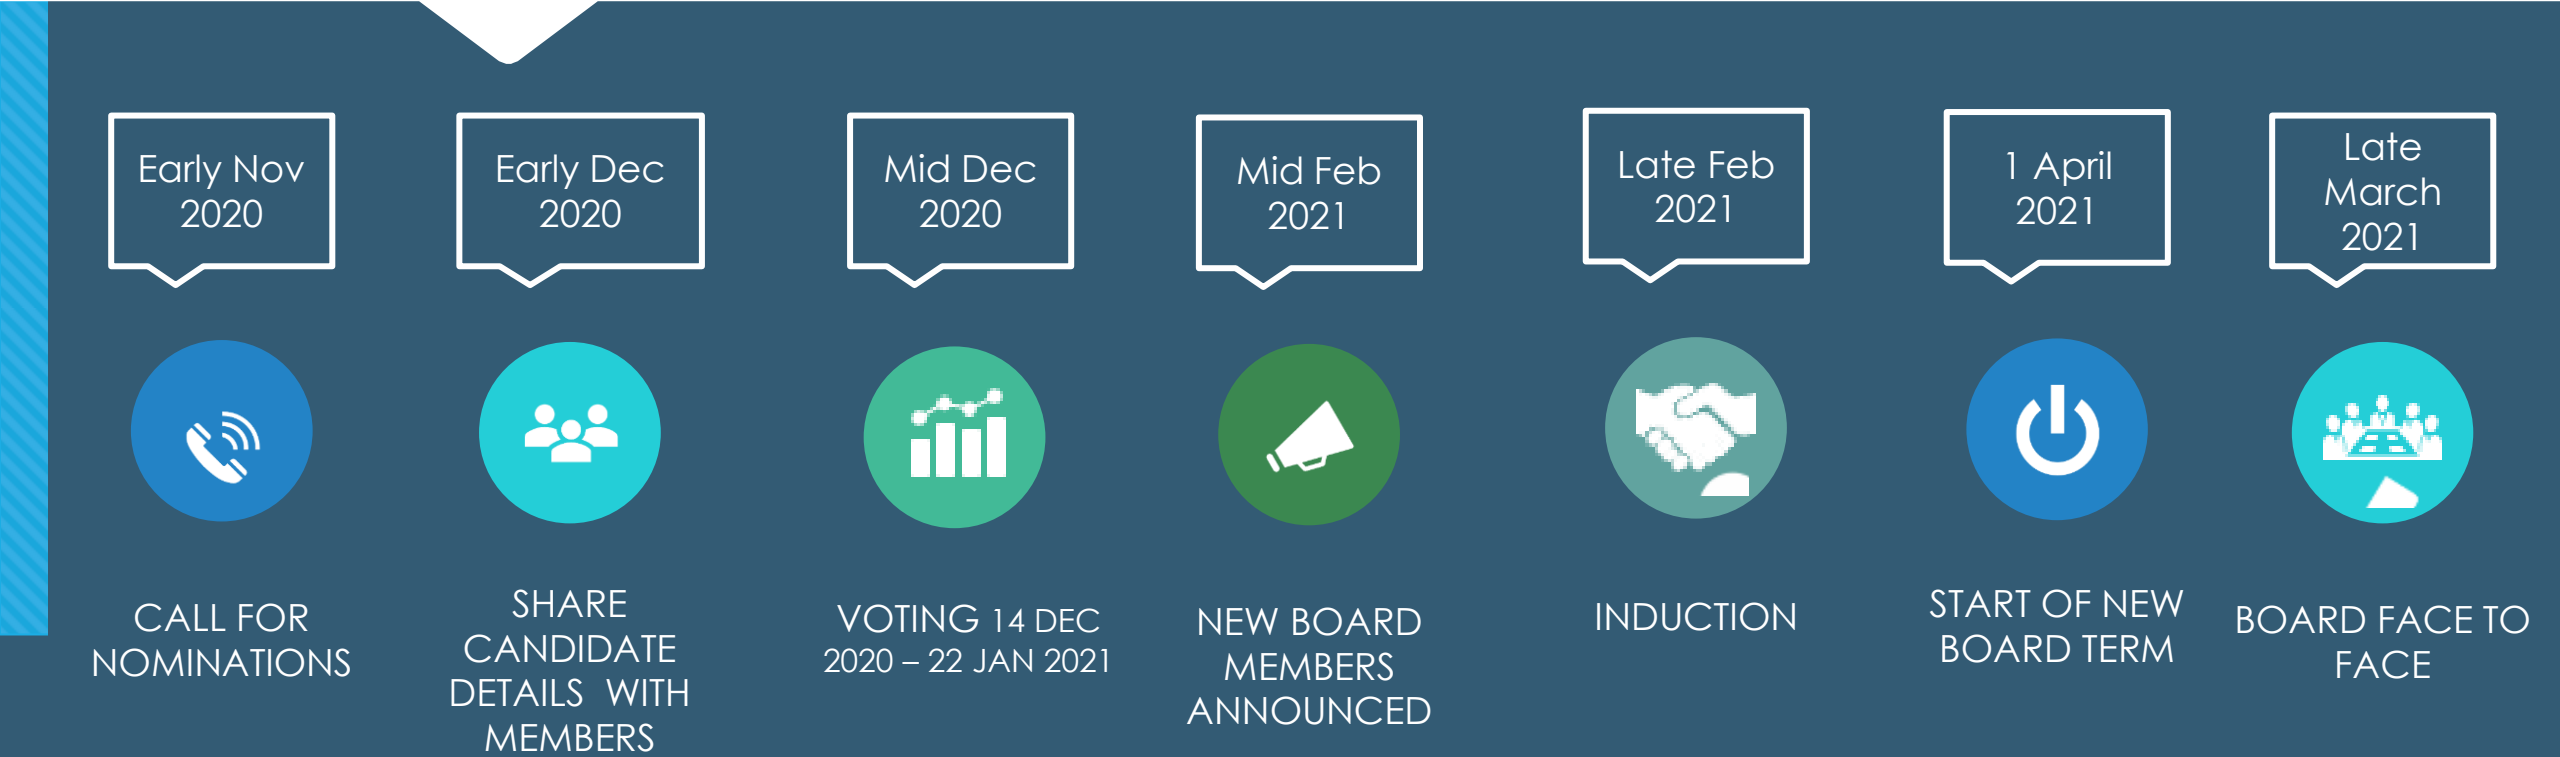 Early Nov
2020
Early Dec
2020
Mid Dec
2020
Mid Feb
2021
Late Feb
2021
1 April
2021
Late
March
2021
CALL FOR
NOMINATIONS
SHARE
CANDIDATE
DETAILS  WITH
MEMBERS
VOTING 14 DEC
2020 – 22 JAN 2021
NEW BOARD
MEMBERS
ANNOUNCED
INDUCTION
START OF NEW
BOARD TERM
BOARD FACE TO
FACE